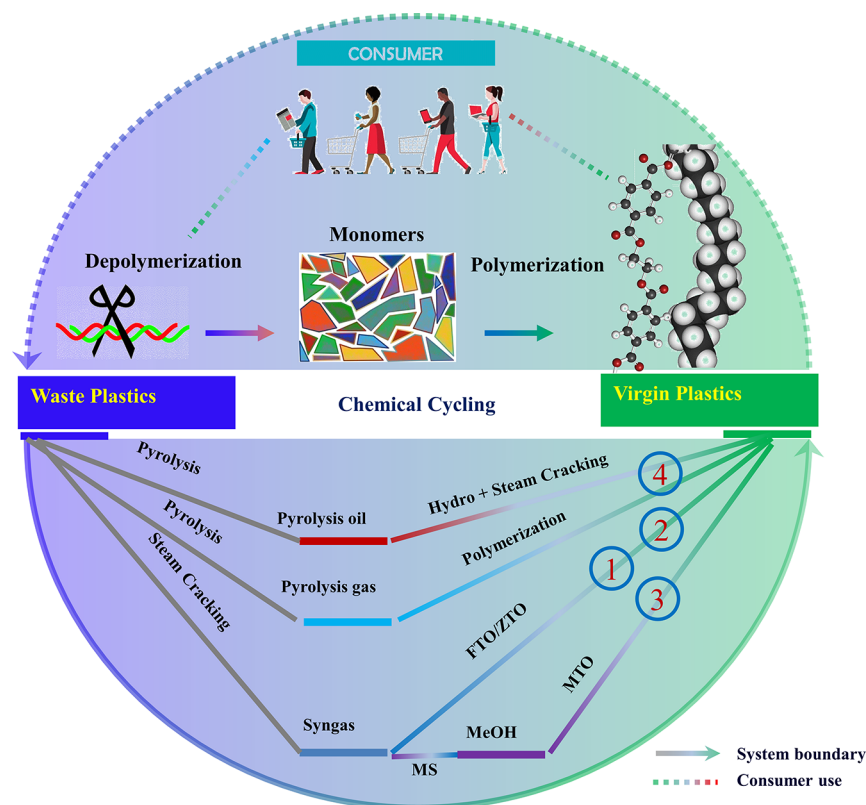 CONSUMER
Monomers
Depolymerization
Polymerization
Waste Plastics
Chemical Cycling
Virgin Plastics
Pyrolysis
Pyrolysis oil
Hydro + Steam Cracking
4
Pyrolysis
Pyrolysis gas
Polymerization
2
Steam Cracking
1
FTO/ZTO
3
MTO
Syngas
MeOH
MS
System boundary
Consumer use